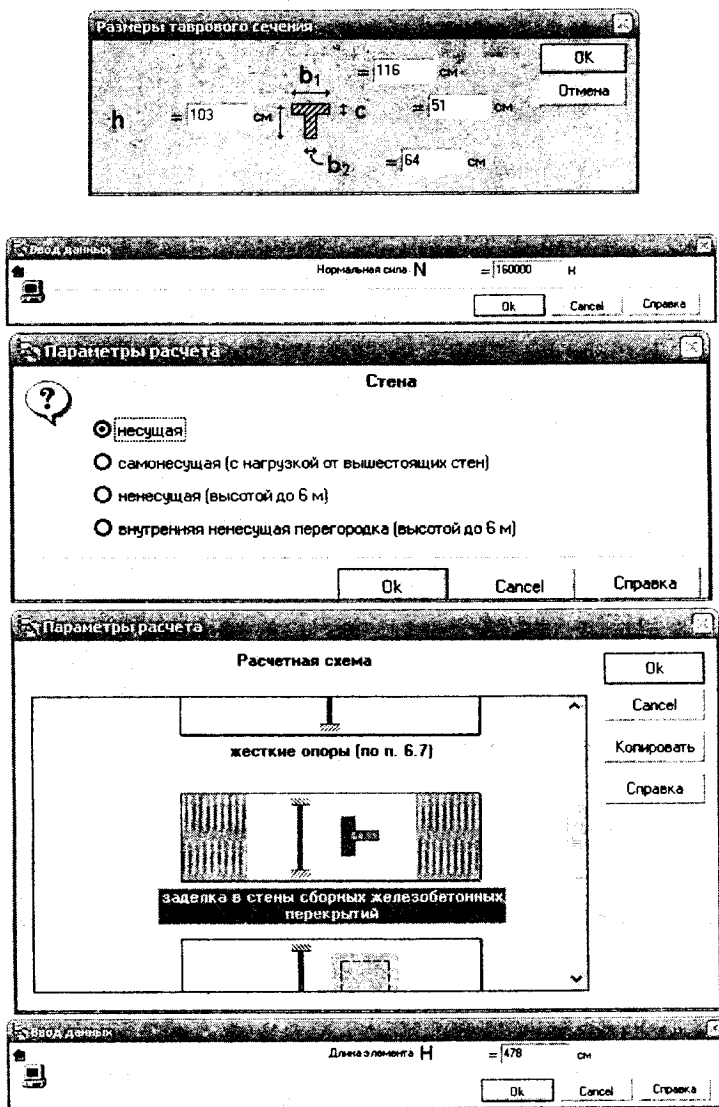 Размеры таврового сечения
b₁ = 116 см
OK
h = 103 см
c = 51 см
Отмена
b₂ = 64 см
Ввод данных
Нормальная сила N = 160000 Н
Ok Cancel Справка
Параметры расчета
Стена
несущая
самонесущая (с нагрузкой от вышестоящих стен)
ненесущая (высотой до 6 м)
внутренняя ненесущая перегородка (высотой до 6 м)
Ok Cancel Справка
Параметры расчета
Расчетная схема
Ok
Cancel
Копировать
Справка
жесткие опоры (по п. 6.7)
заделка в стены сборных железобетонных
перекрытий
Ввод данных
Длина элемента H = 478 см
Ok Cancel Справка